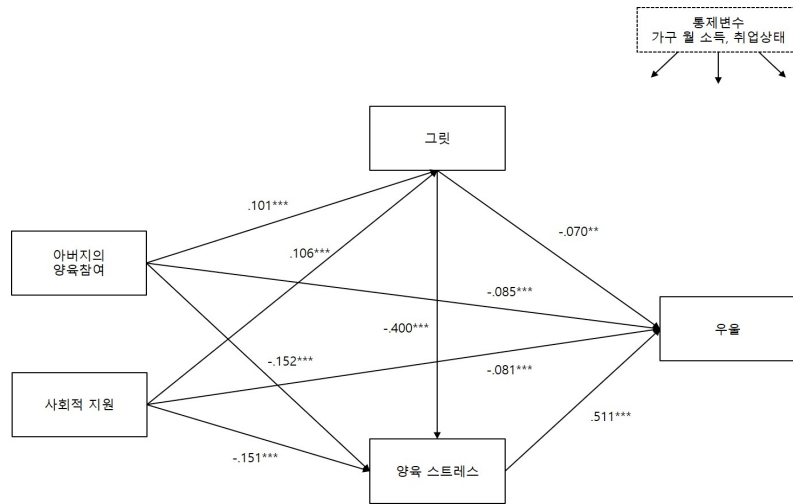 통제변수
가구 월 소득, 취업상태
그릿
.101***
-.070**
아버지의
양육참여
.106***
-.085***
우울
-.400***
-.152***
-.081***
사회적 지원
.511***
-.151***
양육 스트레스